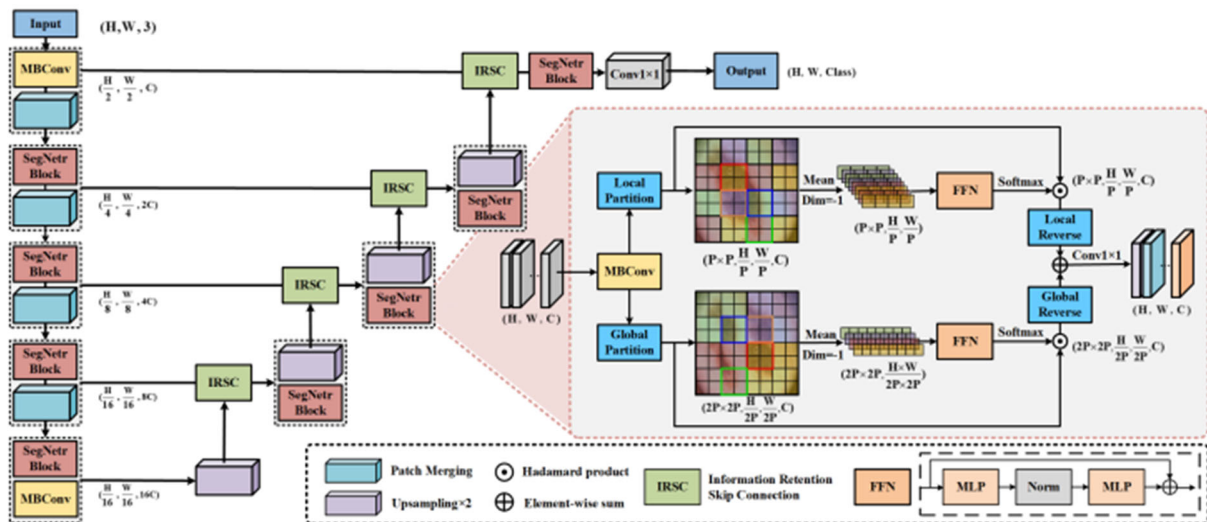 Input
(H, W, 3)
MBConv
(H/2, W/2, C)
SegNetr
Block
(H/4, W/4, 2C)
SegNetr
Block
(H/8, W/8, 4C)
SegNetr
Block
(H/16, W/16, 8C)
SegNetr
Block
MBConv
(H/16, W/16, 16C)
IRSC
SegNetr
Block
IRSC
SegNetr
Block
IRSC
SegNetr
Block
IRSC
SegNetr
Block
Conv1×1
Output
(H, W, Class)
(H, W, C)
MBConv
Local
Partition
(P×P, H/P, W/P, C)
Mean
Dim=-1
(P×P, H/P, W/P)
FFN
Softmax
(P×P, H/P, W/P, C)
Local
Reverse
Conv1×1
(H, W, C)
Global
Reverse
Global
Partition
(2P×2P, H/2P, W/2P, C)
Mean
Dim=-1
(2P×2P, H×W/2P×2P)
FFN
Softmax
(2P×2P, H/2P, W/2P, C)
Patch Merging
Upsampling×2
Hadamard product
Element-wise sum
IRSC
Information Retention
Skip Connection
FFN
MLP
Norm
MLP